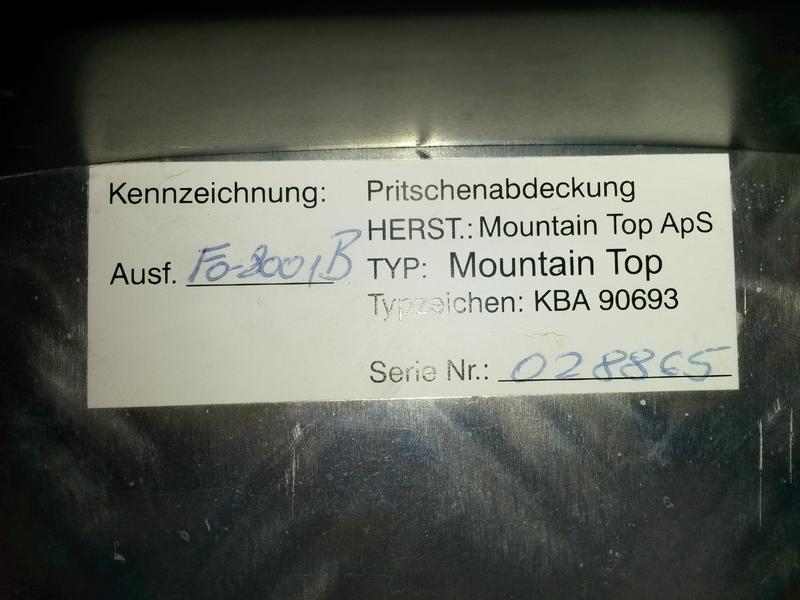 Kennzeichnung: Pritschenabdeckung
HERST.: Mountain Top ApS
Ausf. Fo-2001B TYP: Mountain Top
Typzeichen: KBA 90693
Serie Nr.: 028865